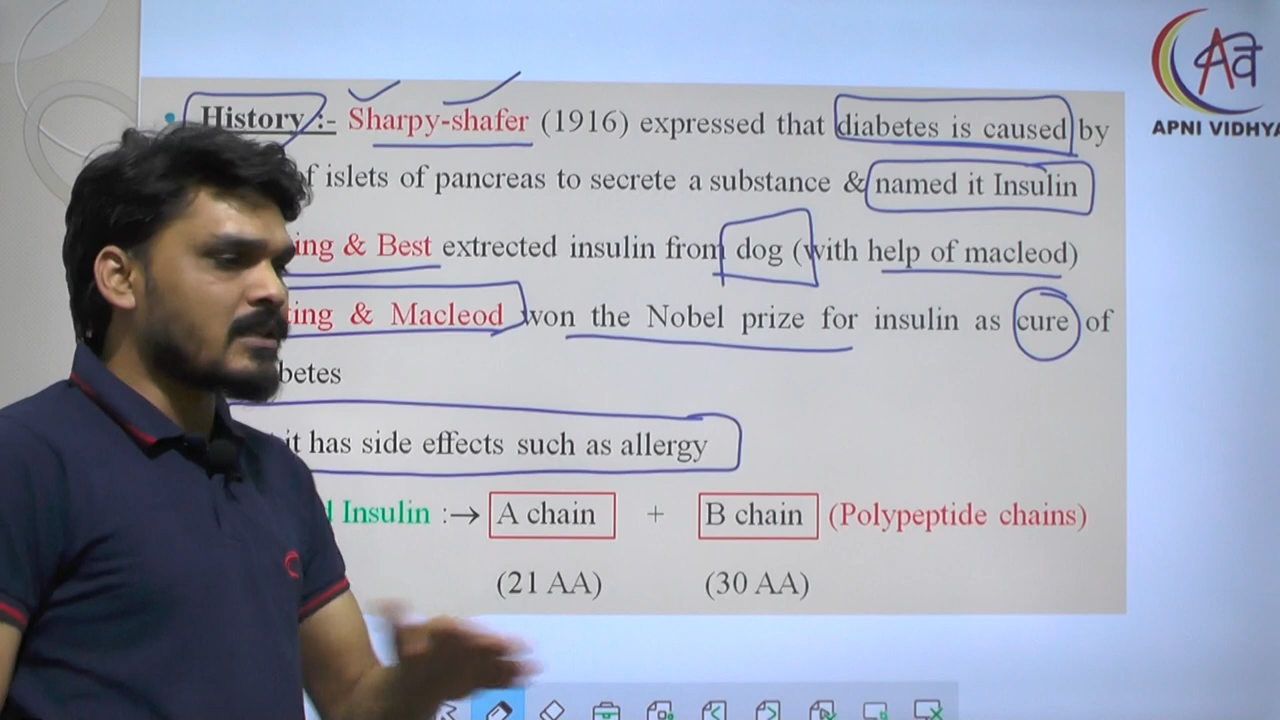 Aव
APNI VIDHYA
• History :- Sharpy-shafer (1916) expressed that diabetes is caused by
of islets of pancreas to secrete a substance & named it Insulin
ing & Best extrected insulin from dog (with help of macleod)
ting & Macleod won the Nobel prize for insulin as cure of
betes
it has side effects such as allergy
l Insulin :→ A chain + B chain (Polypeptide chains)
(21 AA) (30 AA)